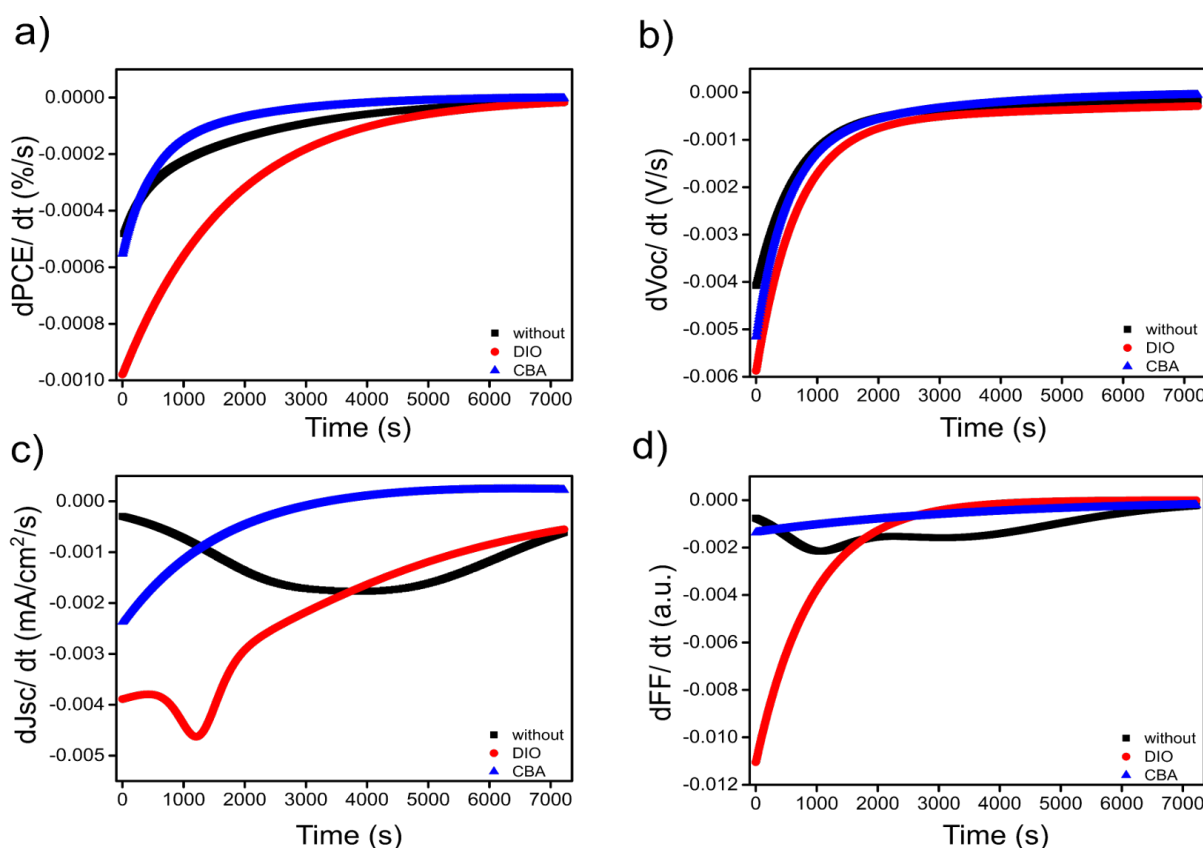 a)
dPCE/ dt (%/s)
0.0000
-0.0002
-0.0004
-0.0006
-0.0008
-0.0010
without
DIO
CBA
0 1000 2000 3000 4000 5000 6000 7000
Time (s)
b)
dVoc/ dt (V/s)
0.000
-0.001
-0.002
-0.003
-0.004
-0.005
-0.006
without
DIO
CBA
0 1000 2000 3000 4000 5000 6000 7000
Time (s)
c)
dJsc/ dt (mA/cm²/s)
0.000
-0.001
-0.002
-0.003
-0.004
-0.005
without
DIO
CBA
0 1000 2000 3000 4000 5000 6000 7000
Time (s)
d)
dFF/ dt (a.u.)
0.000
-0.002
-0.004
-0.006
-0.008
-0.010
-0.012
without
DIO
CBA
0 1000 2000 3000 4000 5000 6000 7000
Time (s)